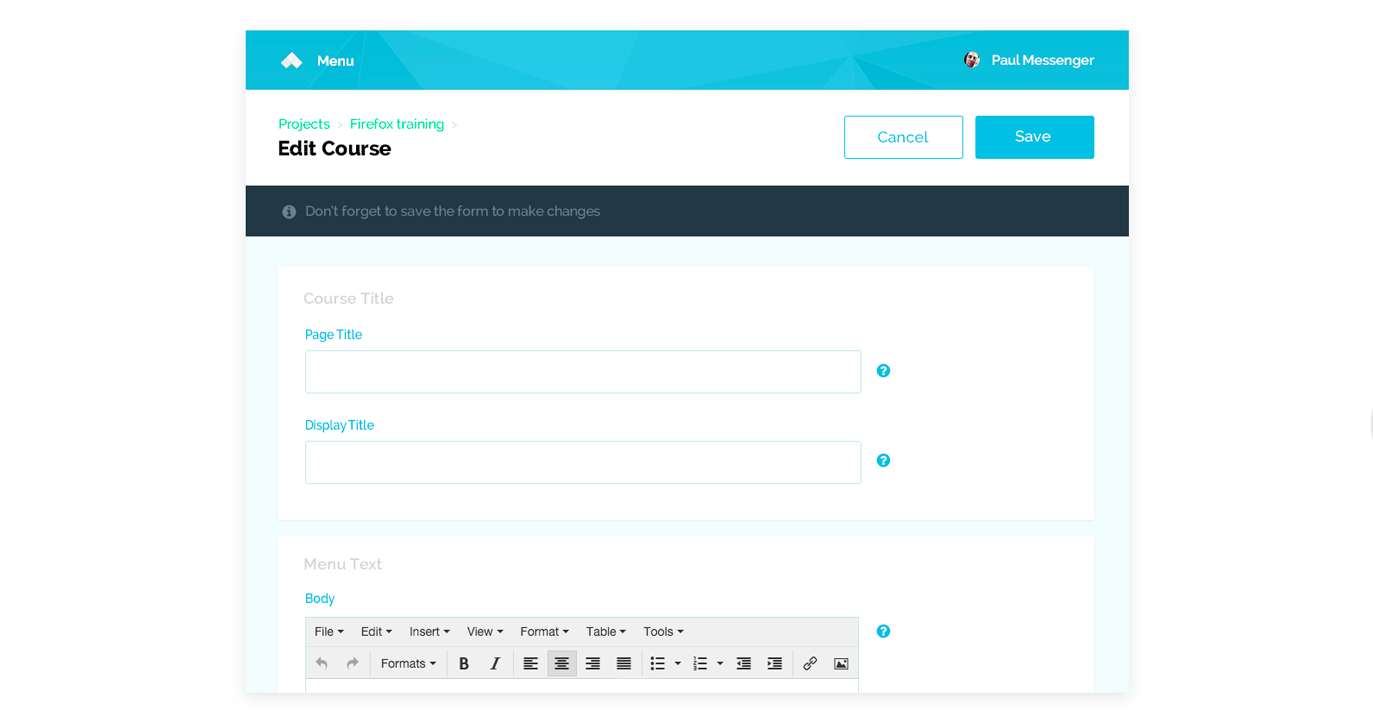 Menu
Paul Messenger
Projects > Firefox training >
Edit Course
Cancel
Save
Don't forget to save the form to make changes
Course Title
Page Title
Display Title
Menu Text
Body
File Edit Insert View Format Table Tools
Formats B I